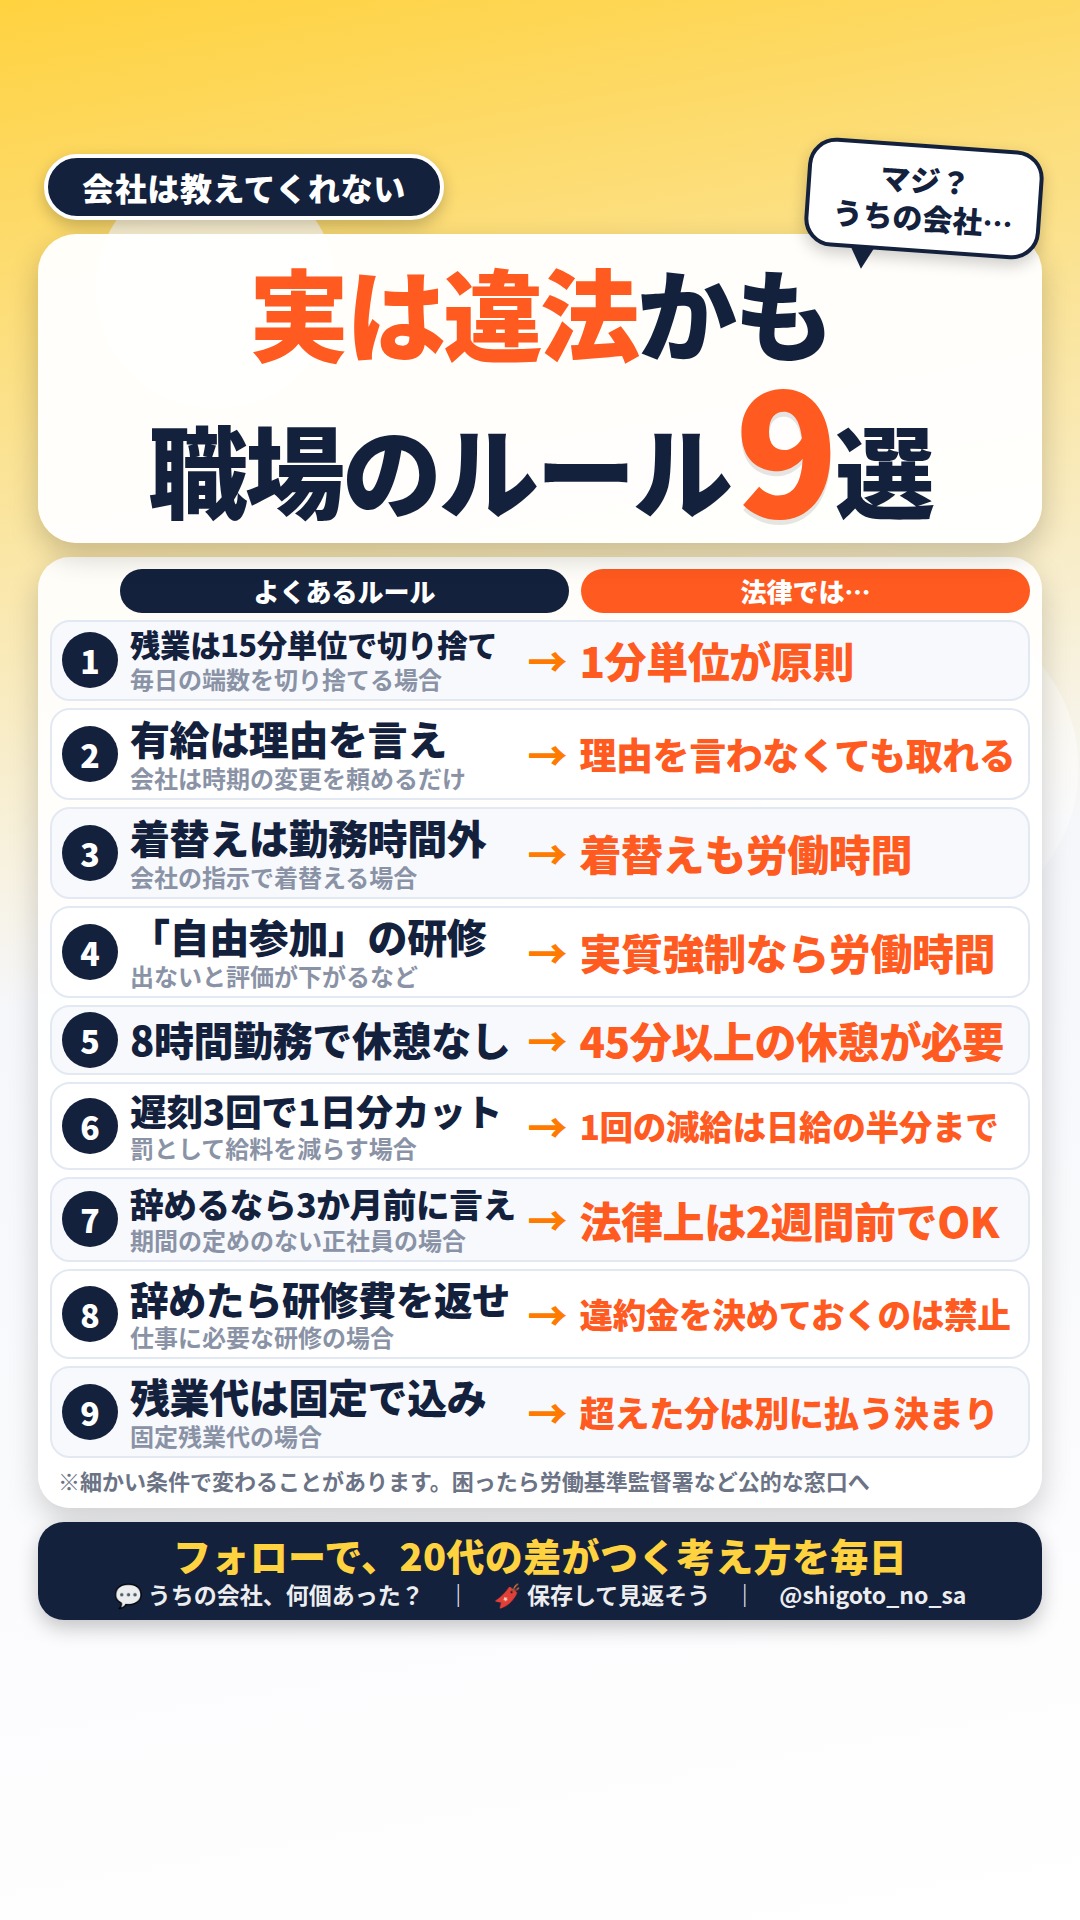 会社は教えてくれない
マジ？
うちの会社…
実は違法かも
職場のルール9選
よくあるルール
法律では…
1 残業は15分単位で切り捨て → 1分単位が原則
毎日の端数を切り捨てる場合
2 有給は理由を言え → 理由を言わなくても取れる
会社は時期の変更を頼めるだけ
3 着替えは勤務時間外 → 着替えも労働時間
会社の指示で着替える場合
4 「自由参加」の研修 → 実質強制なら労働時間
出ないと評価が下がるなど
5 8時間勤務で休憩なし → 45分以上の休憩が必要
6 遅刻3回で1日分カット → 1回の減給は日給の半分まで
罰として給料を減らす場合
7 辞めるなら3か月前に言え → 法律上は2週間前でOK
期間の定めのない正社員の場合
8 辞めたら研修費を返せ → 違約金を決めておくのは禁止
仕事に必要な研修の場合
9 残業代は固定で込み → 超えた分は別に払う決まり
固定残業代の場合
※細かい条件で変わることがあります。困ったら労働基準監督署など公的な窓口へ
フォローで、20代の差がつく考え方を毎日
💬 うちの会社、何個あった？ ｜ 🔖 保存して見返そう ｜ @shigoto_no_sa